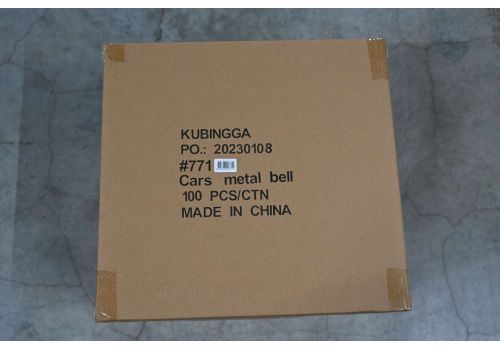 KUBINGGA
PO.: 20230108
#771
Cars metal bell
100 PCS/CTN
MADE IN CHINA